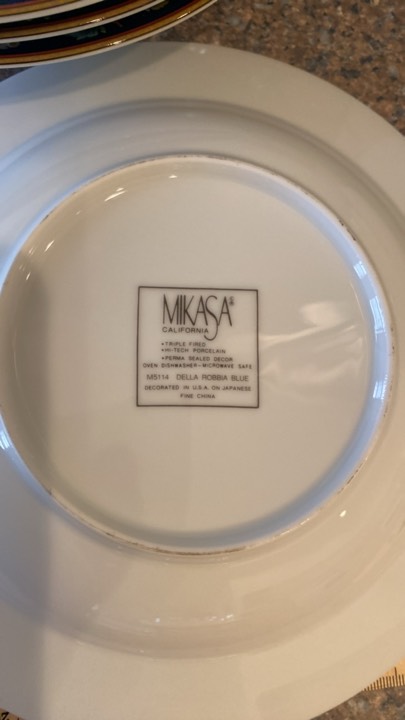 MIKASA®
CALIFORNIA
•TRIPLE FIRED
•HI-TECH PORCELAIN
•PERMA SEALED DECOR
OVEN DISHWASHER–MICROWAVE SAFE
M5114 DELLA ROBBIA BLUE
DECORATED IN U.S.A. ON JAPANESE
FINE CHINA